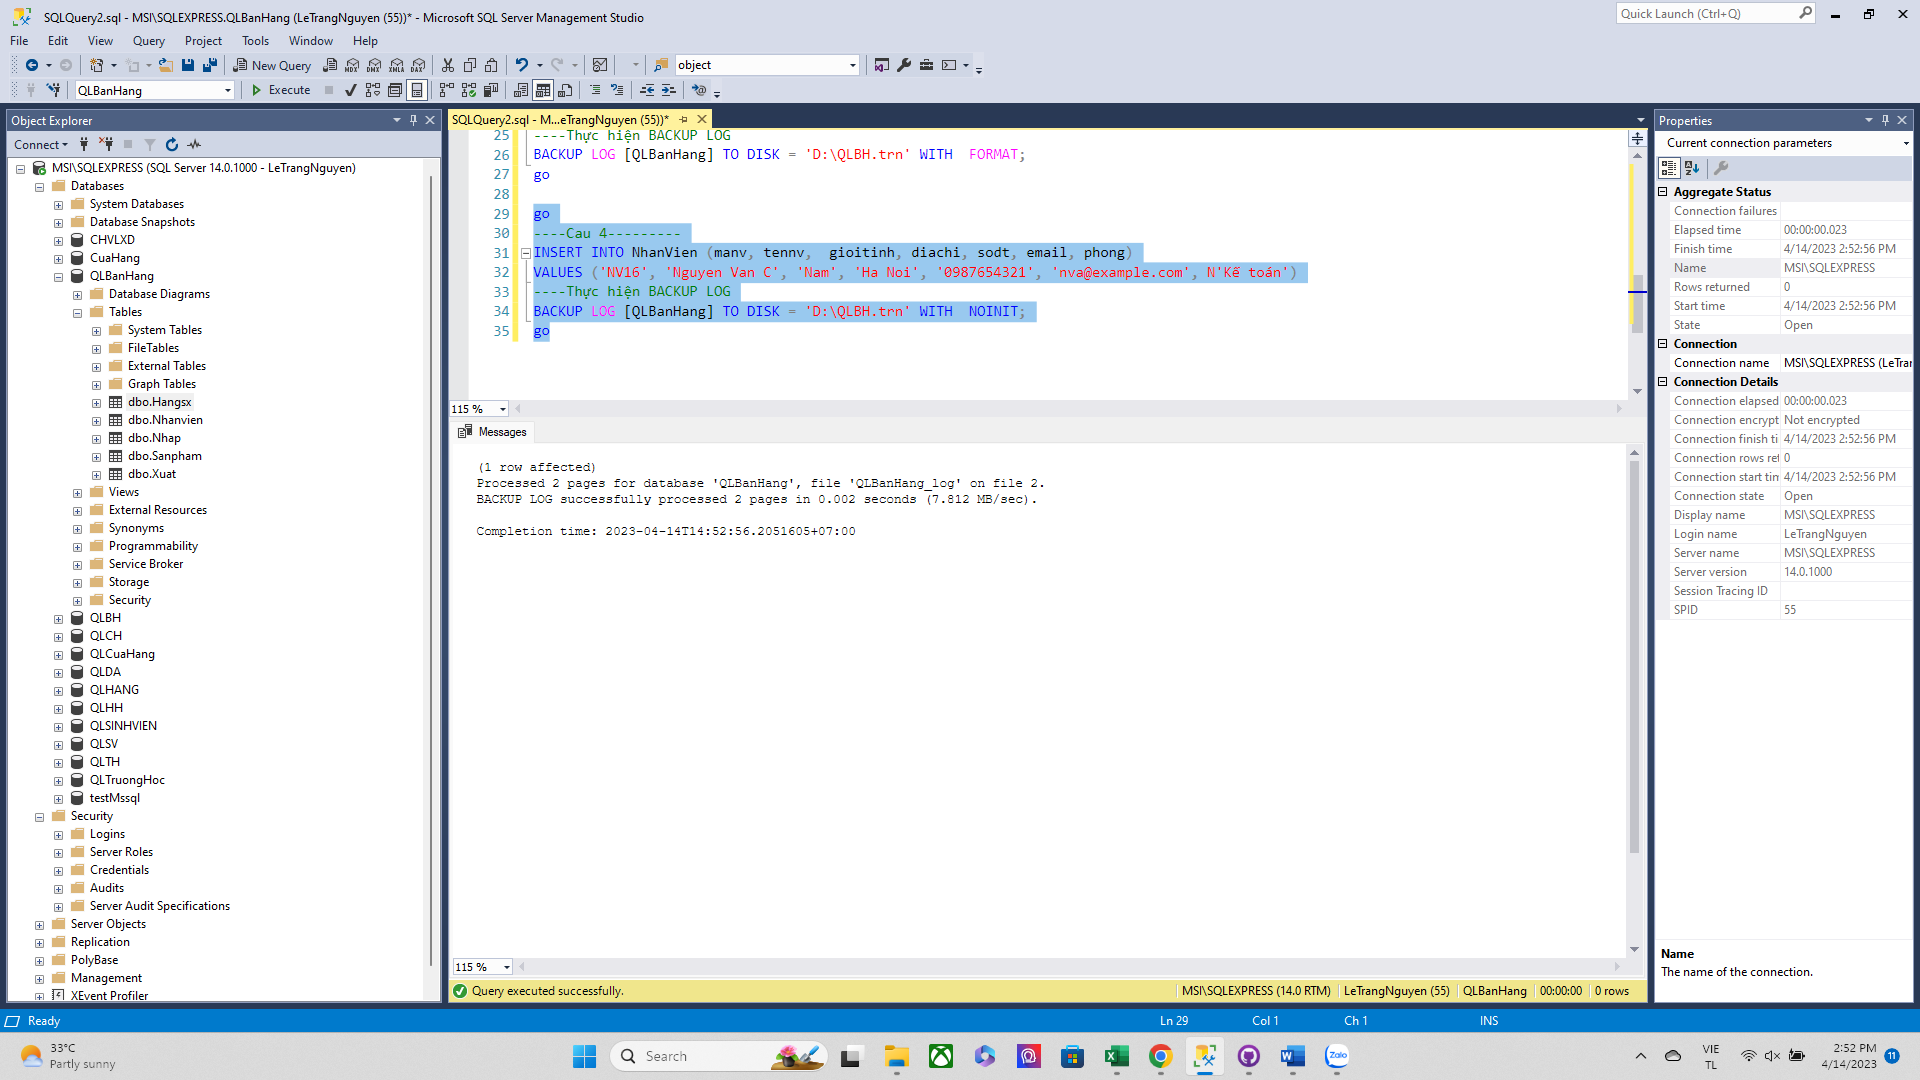 SQLQuery2.sql - MSI\SQLEXPRESS.QLBanHang (LeTrangNguyen (55))* - Microsoft SQL Server Management Studio
Quick Launch (Ctrl+Q)
File Edit View Query Project Tools Window Help
New Query
MDX DMX XMLA DAX
object
QLBanHang
Execute
Object Explorer
Connect
MSI\SQLEXPRESS (SQL Server 14.0.1000 - LeTrangNguyen)
Databases
System Databases
Database Snapshots
CHVLXD
CuaHang
QLBanHang
Database Diagrams
Tables
System Tables
FileTables
External Tables
Graph Tables
dbo.Hangsx
dbo.Nhanvien
dbo.Nhap
dbo.Sanpham
dbo.Xuat
Views
External Resources
Synonyms
Programmability
Service Broker
Storage
Security
QLBH
QLCH
QLCuaHang
QLDA
QLHANG
QLHH
QLSINHVIEN
QLSV
QLTH
QLTruongHoc
testMssql
Security
Logins
Server Roles
Credentials
Audits
Server Audit Specifications
Server Objects
Replication
PolyBase
Management
XEvent Profiler
SQLQuery2.sql - M...eTrangNguyen (55))*
25 ----Thực hiện BACKUP LOG
26 BACKUP LOG [QLBanHang] TO DISK = 'D:\QLBH.trn' WITH  FORMAT;
27 go
28
29 go
30 ----Cau 4---------
31 INSERT INTO NhanVien (manv, tennv,  gioitinh, diachi, sodt, email, phong)
32 VALUES ('NV16', 'Nguyen Van C', 'Nam', 'Ha Noi', '0987654321', 'nva@example.com', N'Kế toán')
33 ----Thực hiện BACKUP LOG
34 BACKUP LOG [QLBanHang] TO DISK = 'D:\QLBH.trn' WITH  NOINIT;
35 go
115 %
Messages
(1 row affected)
Processed 2 pages for database 'QLBanHang', file 'QLBanHang_log' on file 2.
BACKUP LOG successfully processed 2 pages in 0.002 seconds (7.812 MB/sec).
Completion time: 2023-04-14T14:52:56.2051605+07:00
115 %
Query executed successfully.
MSI\SQLEXPRESS (14.0 RTM) LeTrangNguyen (55) QLBanHang 00:00:00 0 rows
Properties
Current connection parameters
Aggregate Status
Connection failures
Elapsed time 00:00:00.023
Finish time 4/14/2023 2:52:56 PM
Name MSI\SQLEXPRESS
Rows returned 0
Start time 4/14/2023 2:52:56 PM
State Open
Connection
Connection name MSI\SQLEXPRESS (LeTrar
Connection Details
Connection elapsed 00:00:00.023
Connection encrypt Not encrypted
Connection finish ti 4/14/2023 2:52:56 PM
Connection rows ret 0
Connection start tim 4/14/2023 2:52:56 PM
Connection state Open
Display name MSI\SQLEXPRESS
Login name LeTrangNguyen
Server name MSI\SQLEXPRESS
Server version 14.0.1000
Session Tracing ID
SPID 55
Name
The name of the connection.
Ready
Ln 29 Col 1 Ch 1 INS
33°C
Partly sunny
Search
Zalo
VIE
TL
2:52 PM
4/14/2023
11